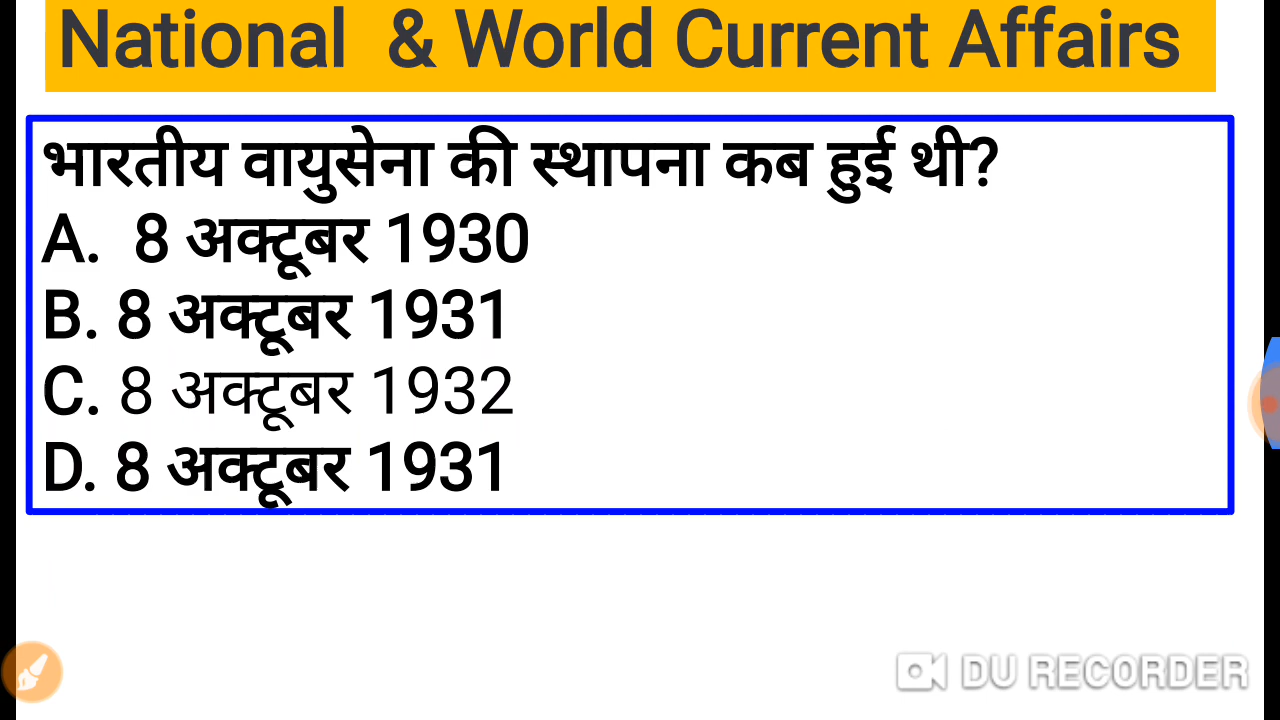 National & World Current Affairs
भारतीय वायुसेना की स्थापना कब हुई थी?
A. 8 अक्टूबर 1930
B. 8 अक्टूबर 1931
C. 8 अक्टूबर 1932
D. 8 अक्टूबर 1931
DU RECORDER